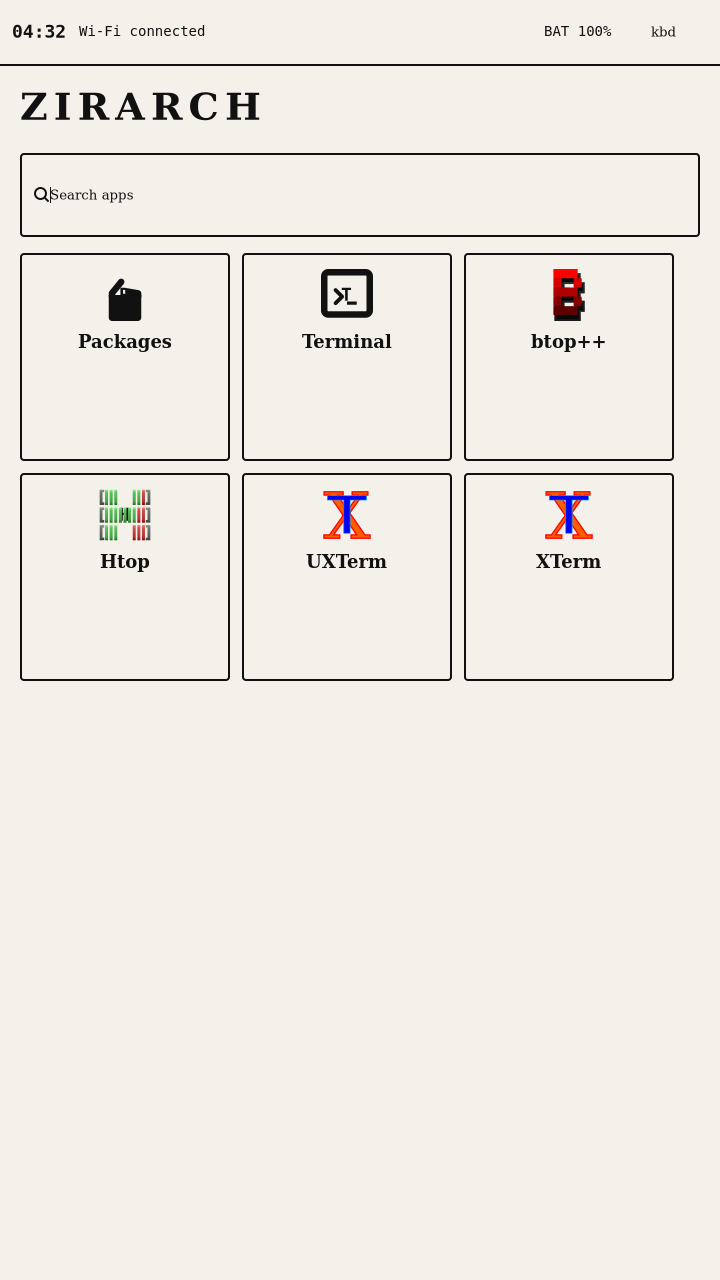 04:32 Wi-Fi connected BAT 100% kbd
ZIRARCH
Search apps
Packages Terminal btop++
Htop UXTerm XTerm